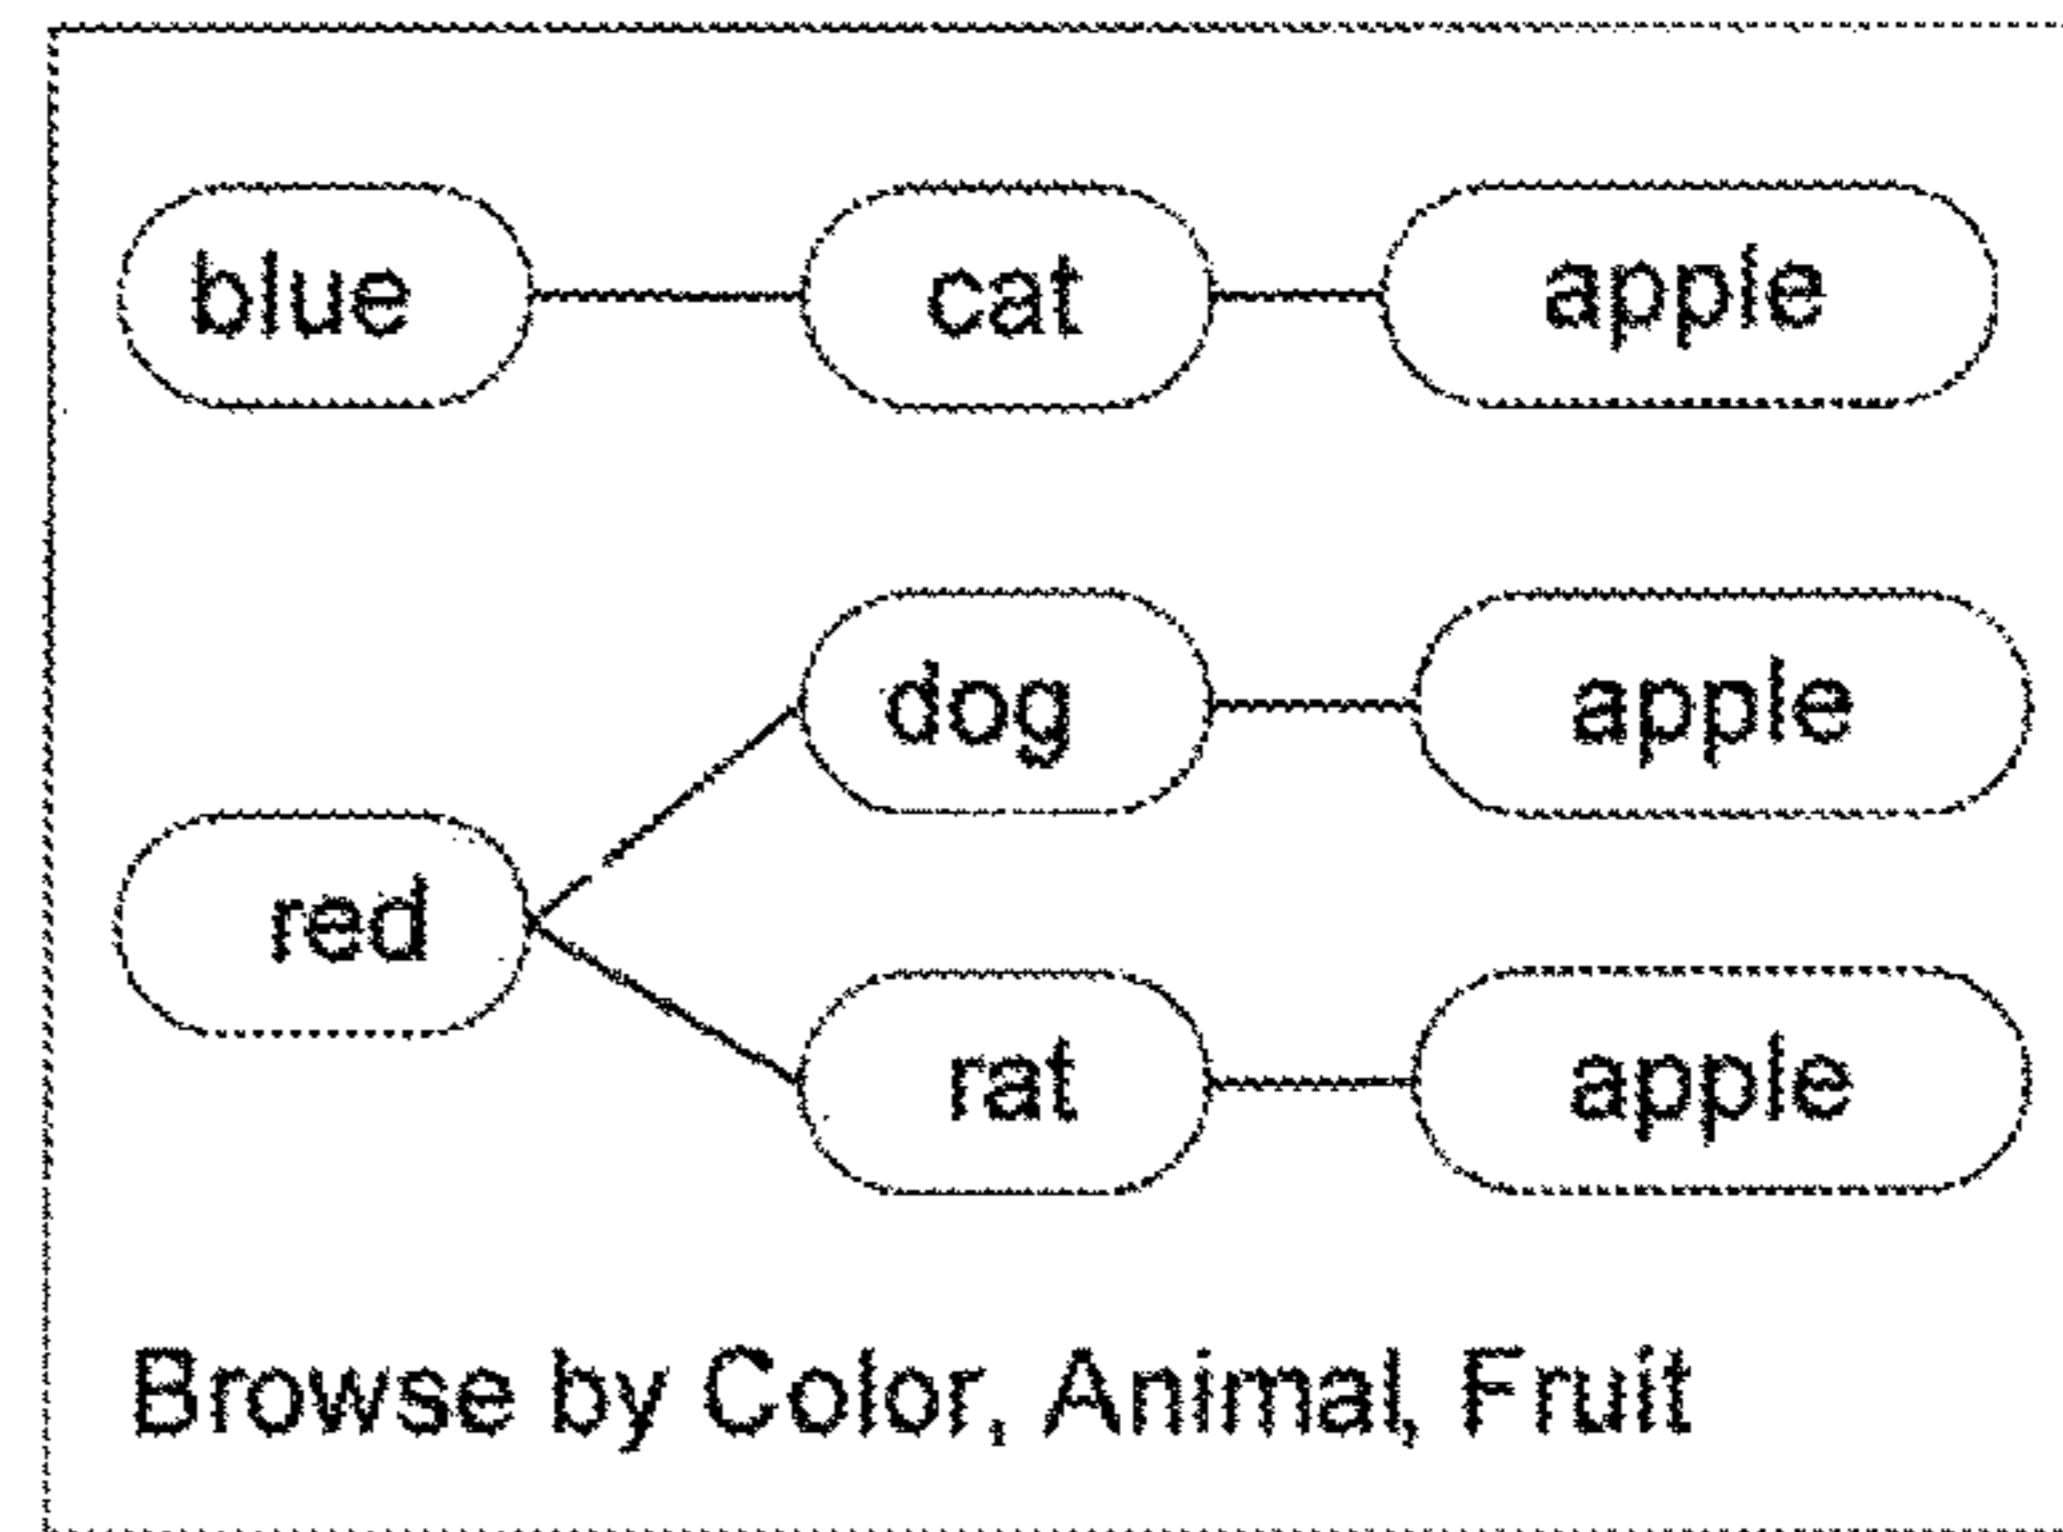 blue cat apple
dog apple
red
rat apple
Browse by Color, Animal, Fruit